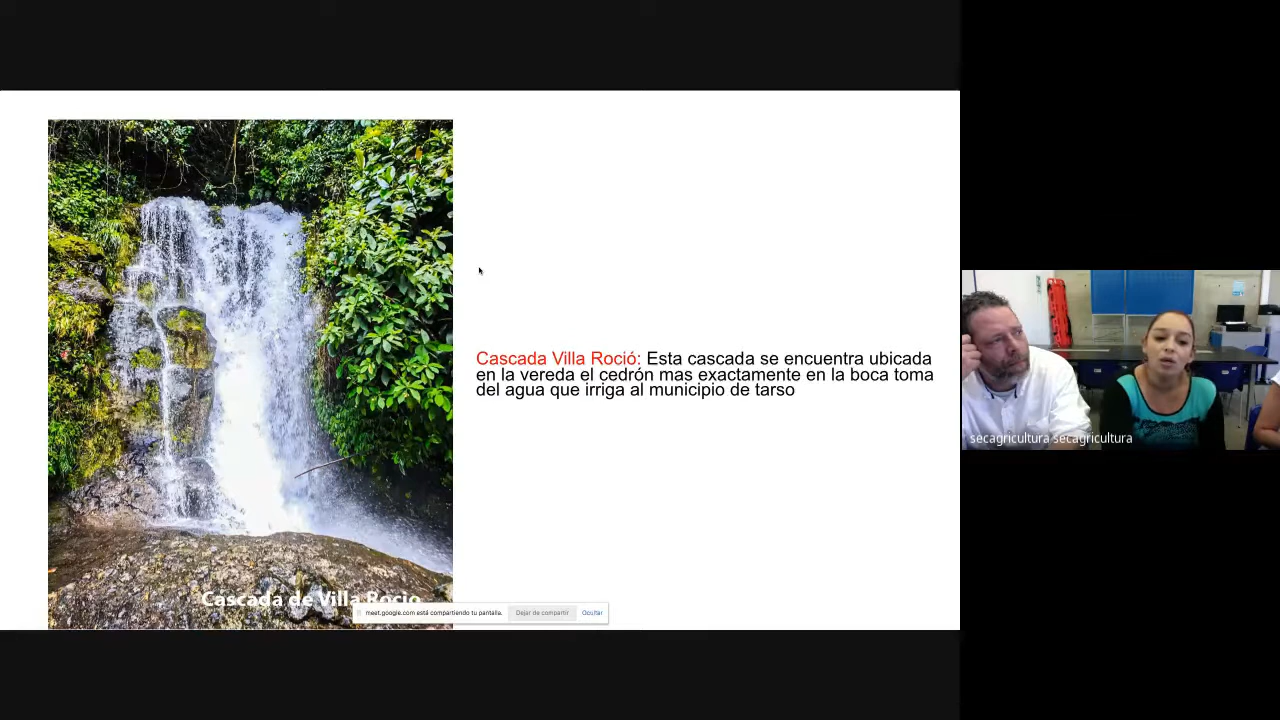 Cascada Villa Roció: Esta cascada se encuentra ubicada
en la vereda el cedrón mas exactamente en la boca toma
del agua que irriga al municipio de tarso
secagricultura secagricultura
Cascada de Villa Rocio
meet.google.com está compartiendo tu pantalla.
Dejar de compartir
Ocultar